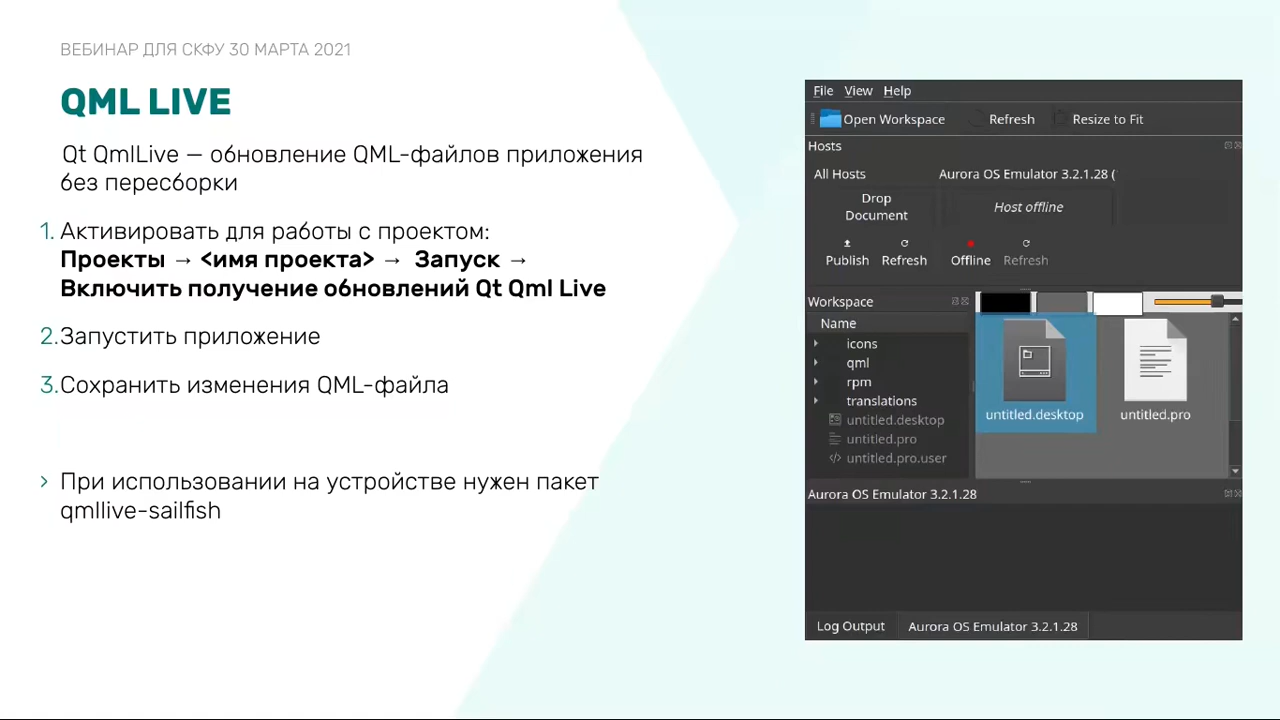 ВЕБИНАР ДЛЯ СКФУ 30 МАРТА 2021
QML LIVE
Qt QmlLive — обновление QML-файлов приложения
без пересборки
1. Активировать для работы с проектом:
Проекты → <имя проекта> → Запуск →
Включить получение обновлений Qt Qml Live
2. Запустить приложение
3. Сохранить изменения QML-файла
› При использовании на устройстве нужен пакет
qmllive-sailfish
File View Help
Open Workspace Refresh Resize to Fit
Hosts
All Hosts Aurora OS Emulator 3.2.1.28 (
Drop
Document
Host offline
Publish Refresh Offline Refresh
Workspace
Name
icons
qml
rpm
translations
untitled.desktop
untitled.pro
untitled.pro.user
untitled.desktop untitled.pro
Aurora OS Emulator 3.2.1.28
Log Output Aurora OS Emulator 3.2.1.28